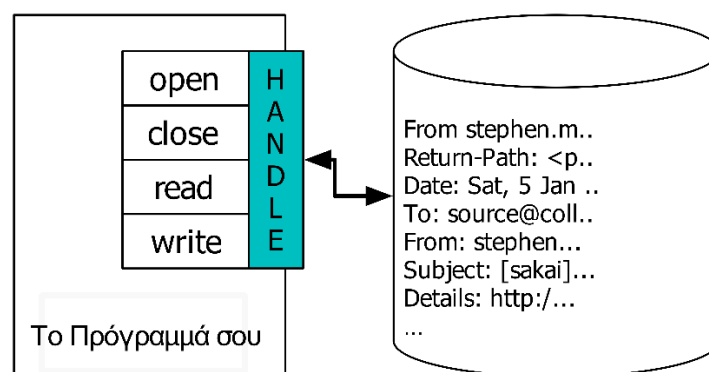 open
close
read
write
HANDLE
Το Πρόγραμμά σου
From stephen.m..
Return-Path: <p..
Date: Sat, 5 Jan ..
To: source@coll..
From: stephen...
Subject: [sakai]...
Details: http:/...
...